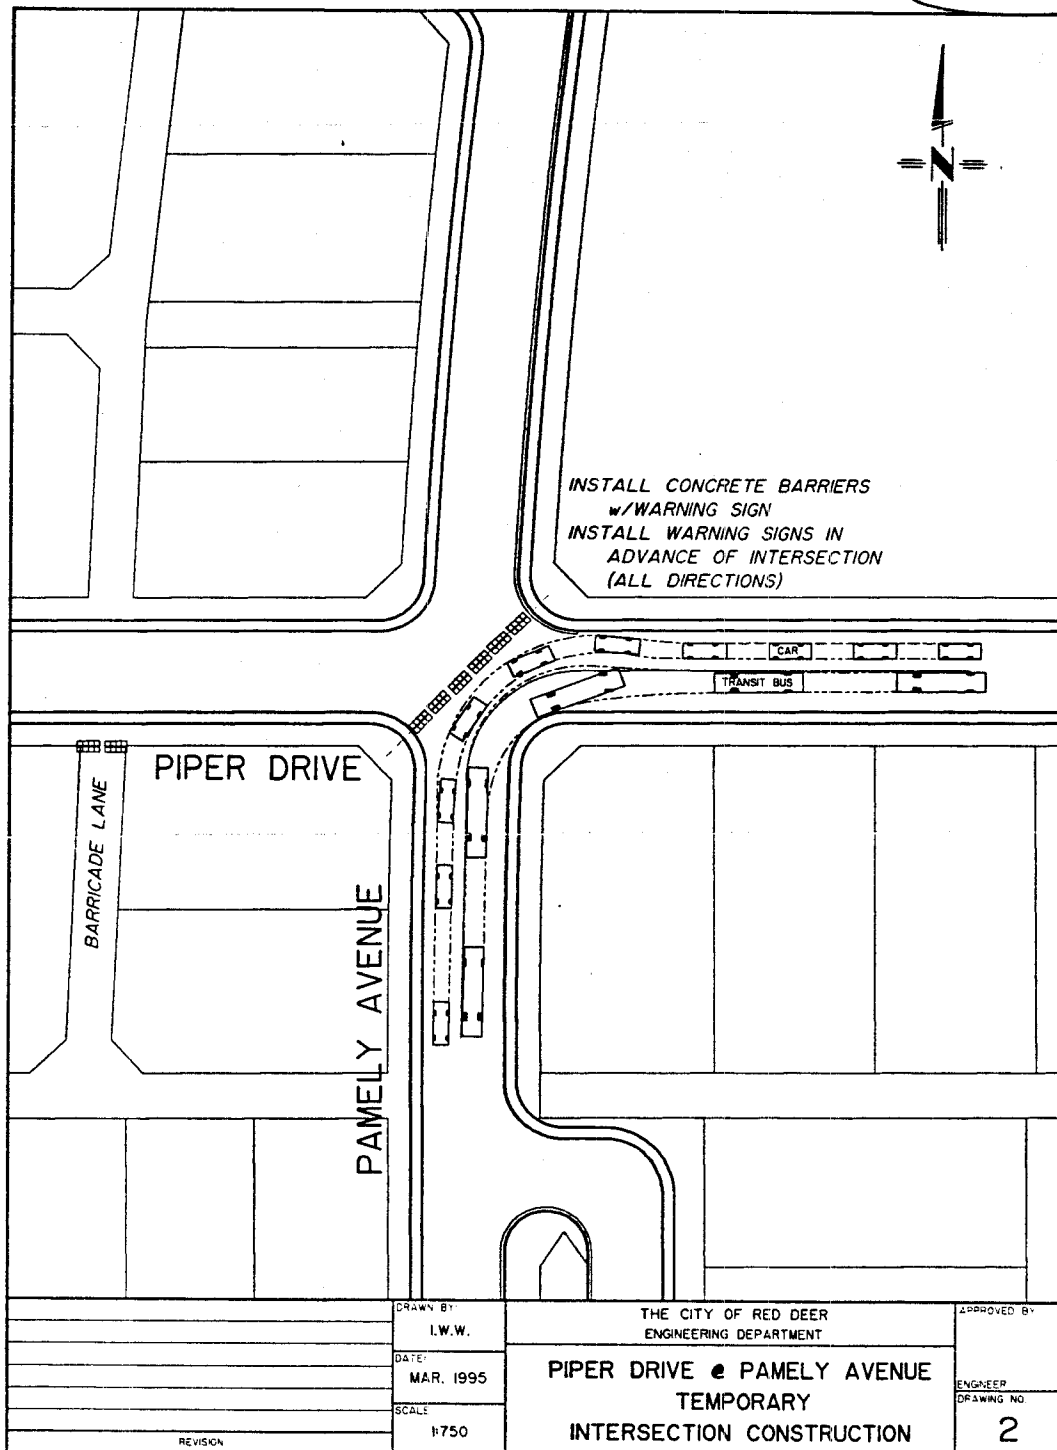 N
INSTALL CONCRETE BARRIERS
w/WARNING SIGN
INSTALL WARNING SIGNS IN
ADVANCE OF INTERSECTION
(ALL DIRECTIONS)
CAR
TRANSIT BUS
PIPER DRIVE
BARRICADE LANE
PAMELY AVENUE
REVISION
DRAWN BY:
I.W.W.
DATE:
MAR. 1995
SCALE
1:750
THE CITY OF RED DEER
ENGINEERING DEPARTMENT
PIPER DRIVE @ PAMELY AVENUE
TEMPORARY
INTERSECTION CONSTRUCTION
APPROVED BY
ENGINEER
DRAWING NO.
2